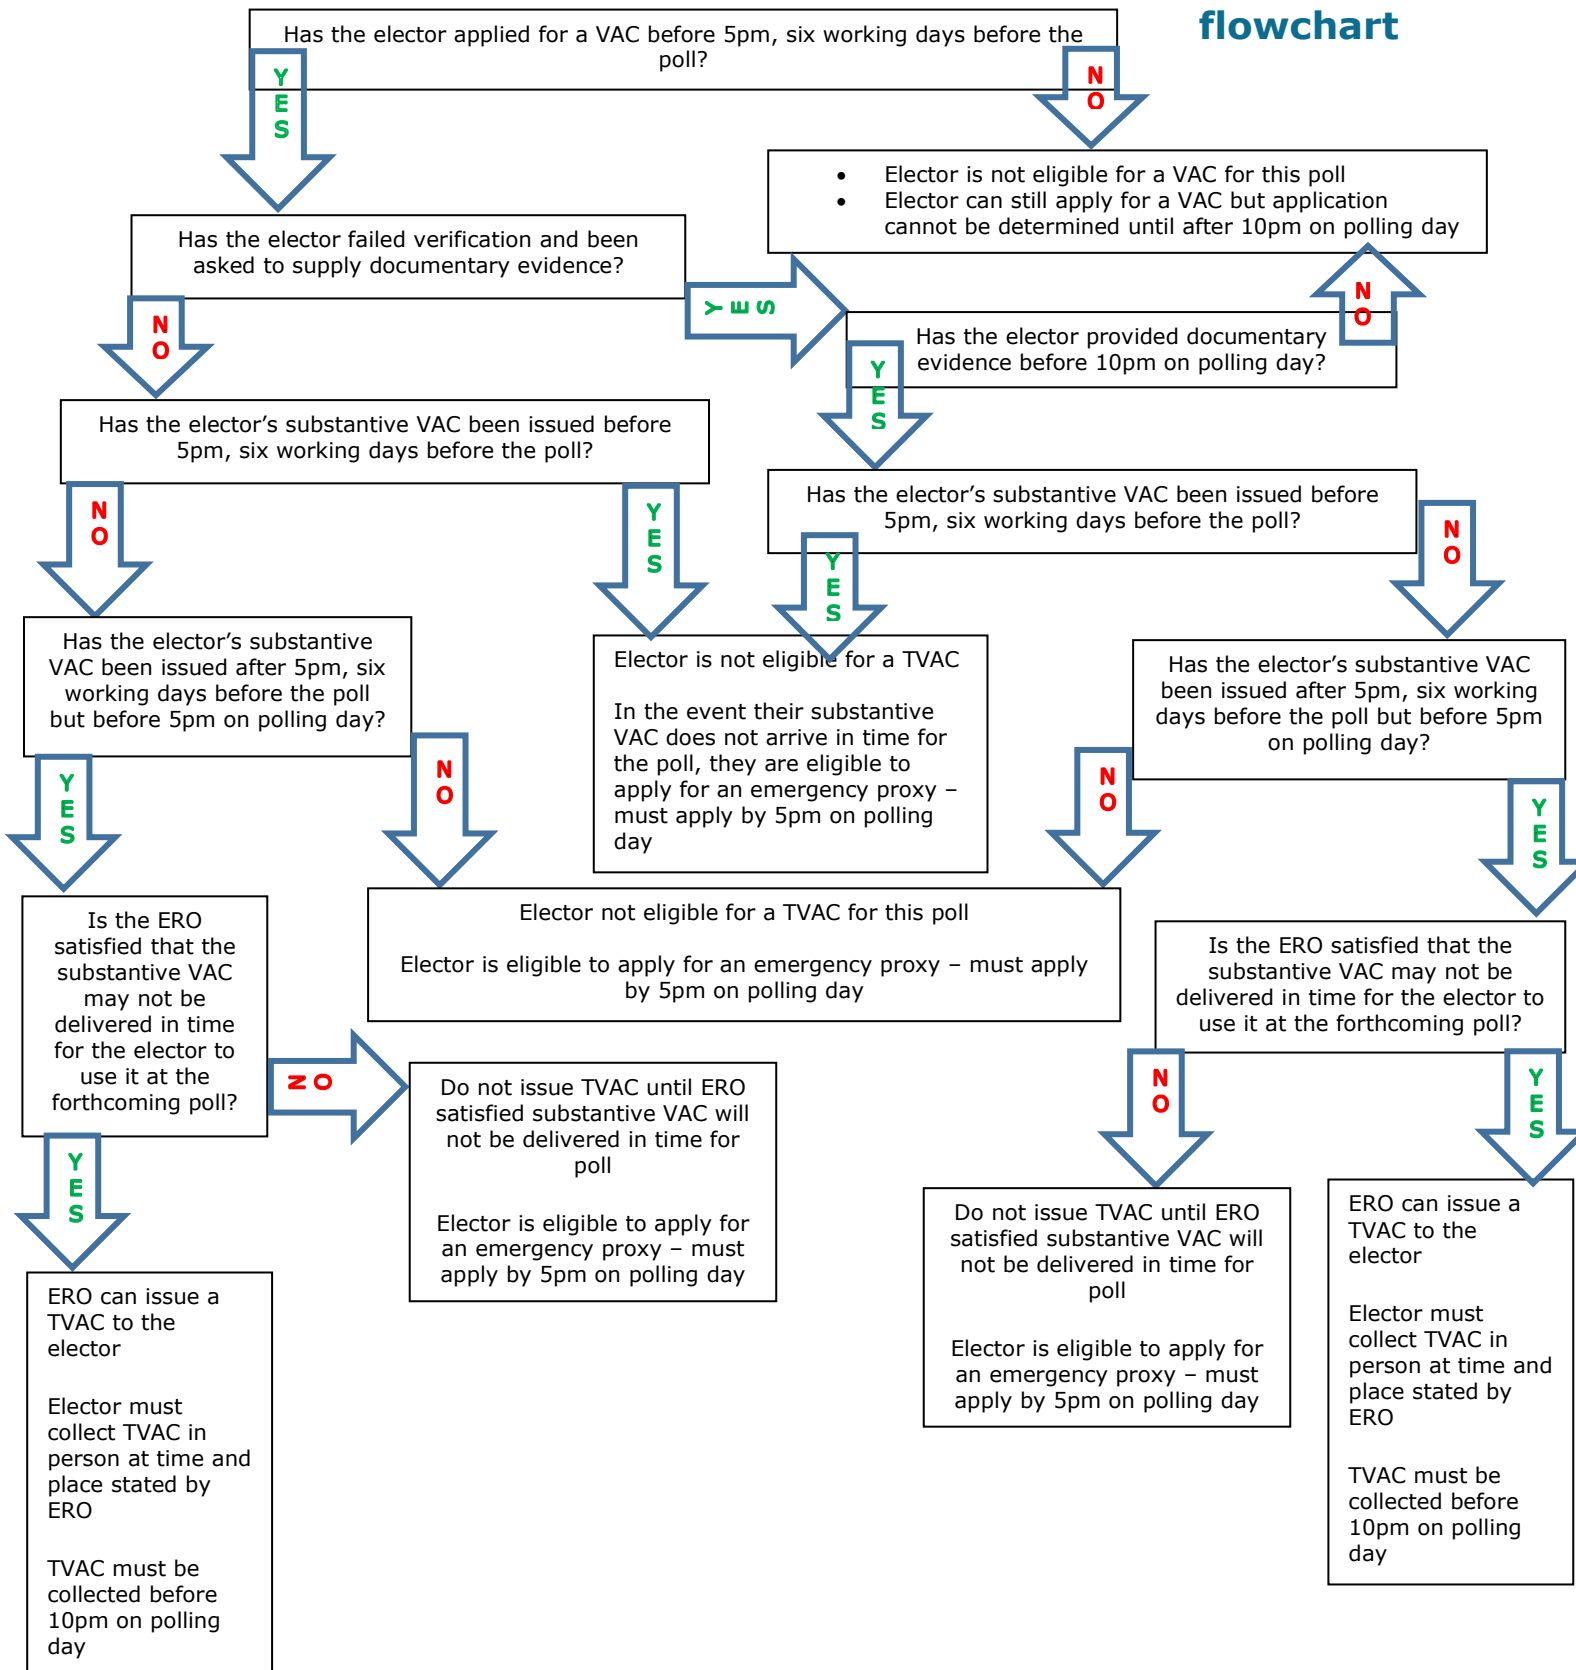 flowchart
Has the elector applied for a VAC before 5pm, six working days before the
poll?
YES
NO
• Elector is not eligible for a VAC for this poll
• Elector can still apply for a VAC but application
cannot be determined until after 10pm on polling day
Has the elector failed verification and been
asked to supply documentary evidence?
YES
NO
NO
Has the elector provided documentary
evidence before 10pm on polling day?
YES
Has the elector’s substantive VAC been issued before
5pm, six working days before the poll?
NO
YES
Has the elector’s substantive VAC been issued before
5pm, six working days before the poll?
YES
NO
Has the elector’s substantive
VAC been issued after 5pm, six
working days before the poll
but before 5pm on polling day?
YES
NO
Elector is not eligible for a TVAC
In the event their substantive
VAC does not arrive in time for
the poll, they are eligible to
apply for an emergency proxy –
must apply by 5pm on polling
day
Has the elector’s substantive VAC
been issued after 5pm, six working
days before the poll but before 5pm
on polling day?
NO
YES
Elector not eligible for a TVAC for this poll
Elector is eligible to apply for an emergency proxy – must apply
by 5pm on polling day
Is the ERO
satisfied that the
substantive VAC
may not be
delivered in time
for the elector to
use it at the
forthcoming poll?
NO
YES
Is the ERO satisfied that the
substantive VAC may not be
delivered in time for the elector to
use it at the forthcoming poll?
NO
YES
Do not issue TVAC until ERO
satisfied substantive VAC will
not be delivered in time for
poll
Elector is eligible to apply for
an emergency proxy – must
apply by 5pm on polling day
Do not issue TVAC until ERO
satisfied substantive VAC will
not be delivered in time for
poll
Elector is eligible to apply for
an emergency proxy – must
apply by 5pm on polling day
ERO can issue a
TVAC to the
elector
Elector must
collect TVAC in
person at time and
place stated by
ERO
TVAC must be
collected before
10pm on polling
day
ERO can issue a
TVAC to the
elector
Elector must
collect TVAC in
person at time and
place stated by
ERO
TVAC must be
collected before
10pm on polling
day